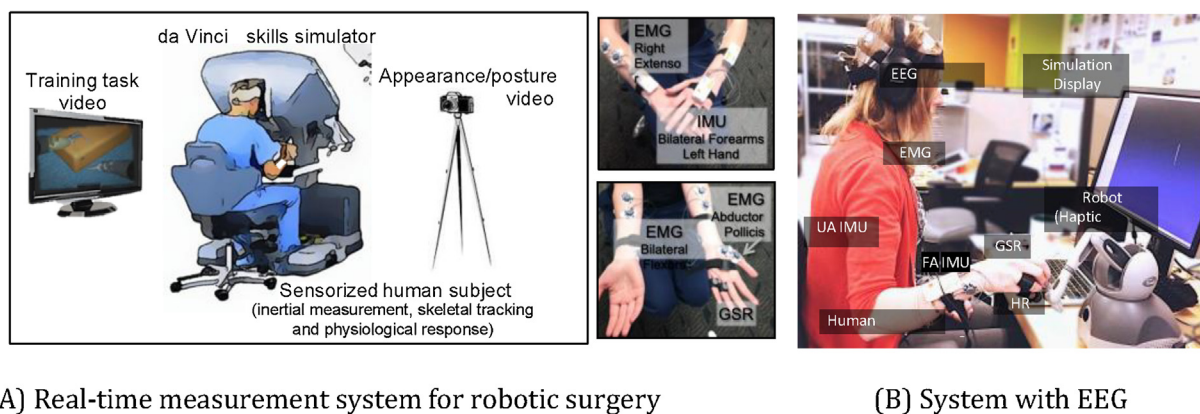 da Vinci skills simulator
Training task
video
Appearance/posture
video
Sensorized human subject
(inertial measurement, skeletal tracking
and physiological response)
EMG
Right
Extenso
IMU
Bilateral Forearms
Left Hand
EMG
Abductor
Pollicis
EMG
Bilateral
Flexors
GSR
EEG
Simulation
Display
EMG
Robot
(Haptic
UA IMU
GSR
FA IMU
HR
Human
A) Real-time measurement system for robotic surgery
(B) System with EEG